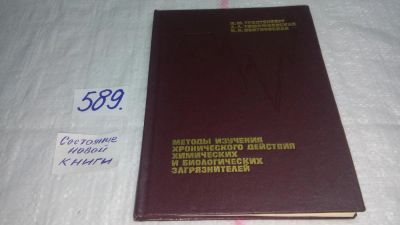 589.
Состояние
новой
книги
МЕТОДЫ ИЗУЧЕНИЯ
ХРОНИЧЕСКОГО ДЕЙСТВИЯ
ХИМИЧЕСКИХ
И БИОЛОГИЧЕСКИХ
ЗАГРЯЗНИТЕЛЕЙ